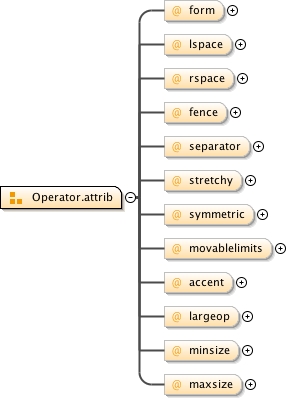 @ form
@ lspace
@ rspace
@ fence
@ separator
@ stretchy
Operator.attrib
@ symmetric
@ movablelimits
@ accent
@ largeop
@ minsize
@ maxsize